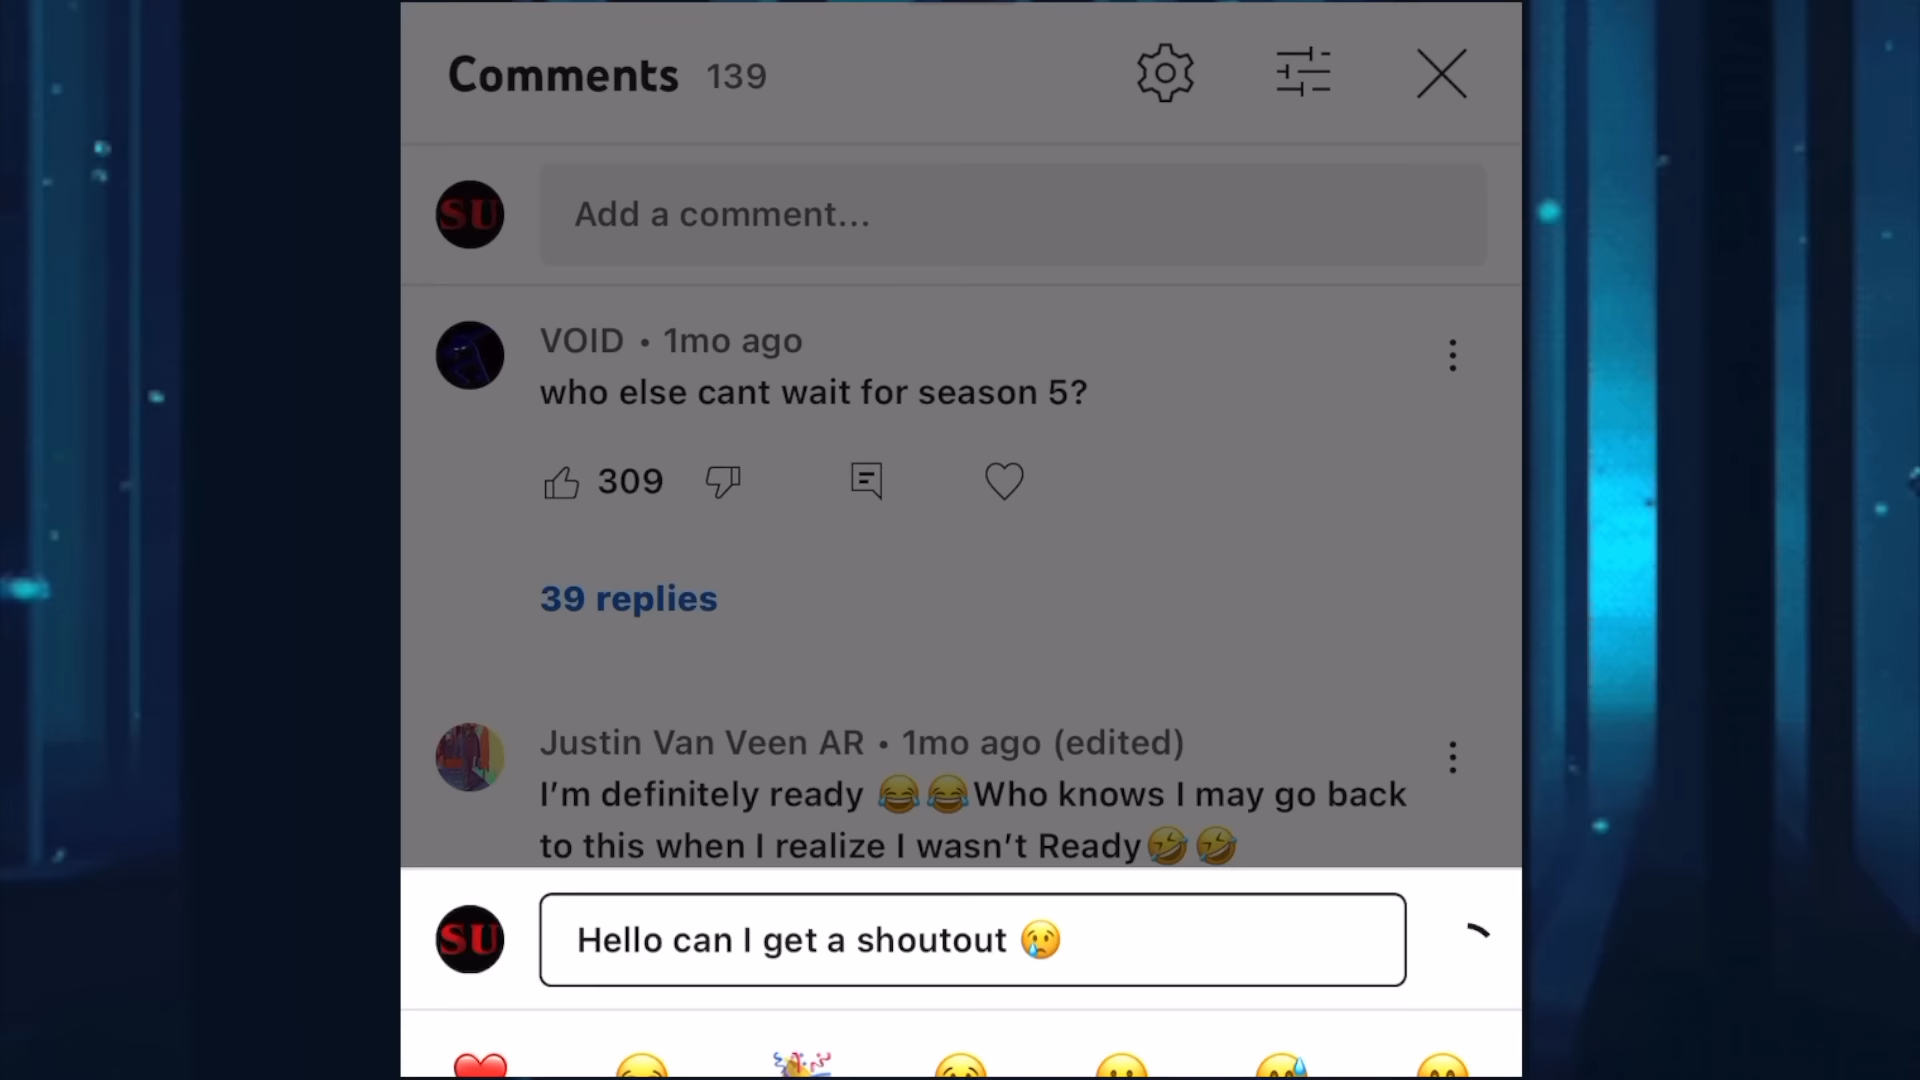 Comments 139
SU Add a comment...
VOID • 1mo ago
who else cant wait for season 5?
309
39 replies
Justin Van Veen AR • 1mo ago (edited)
I’m definitely ready 😂😂Who knows I may go back
to this when I realize I wasn’t Ready🤣🤣
SU Hello can I get a shoutout 😢